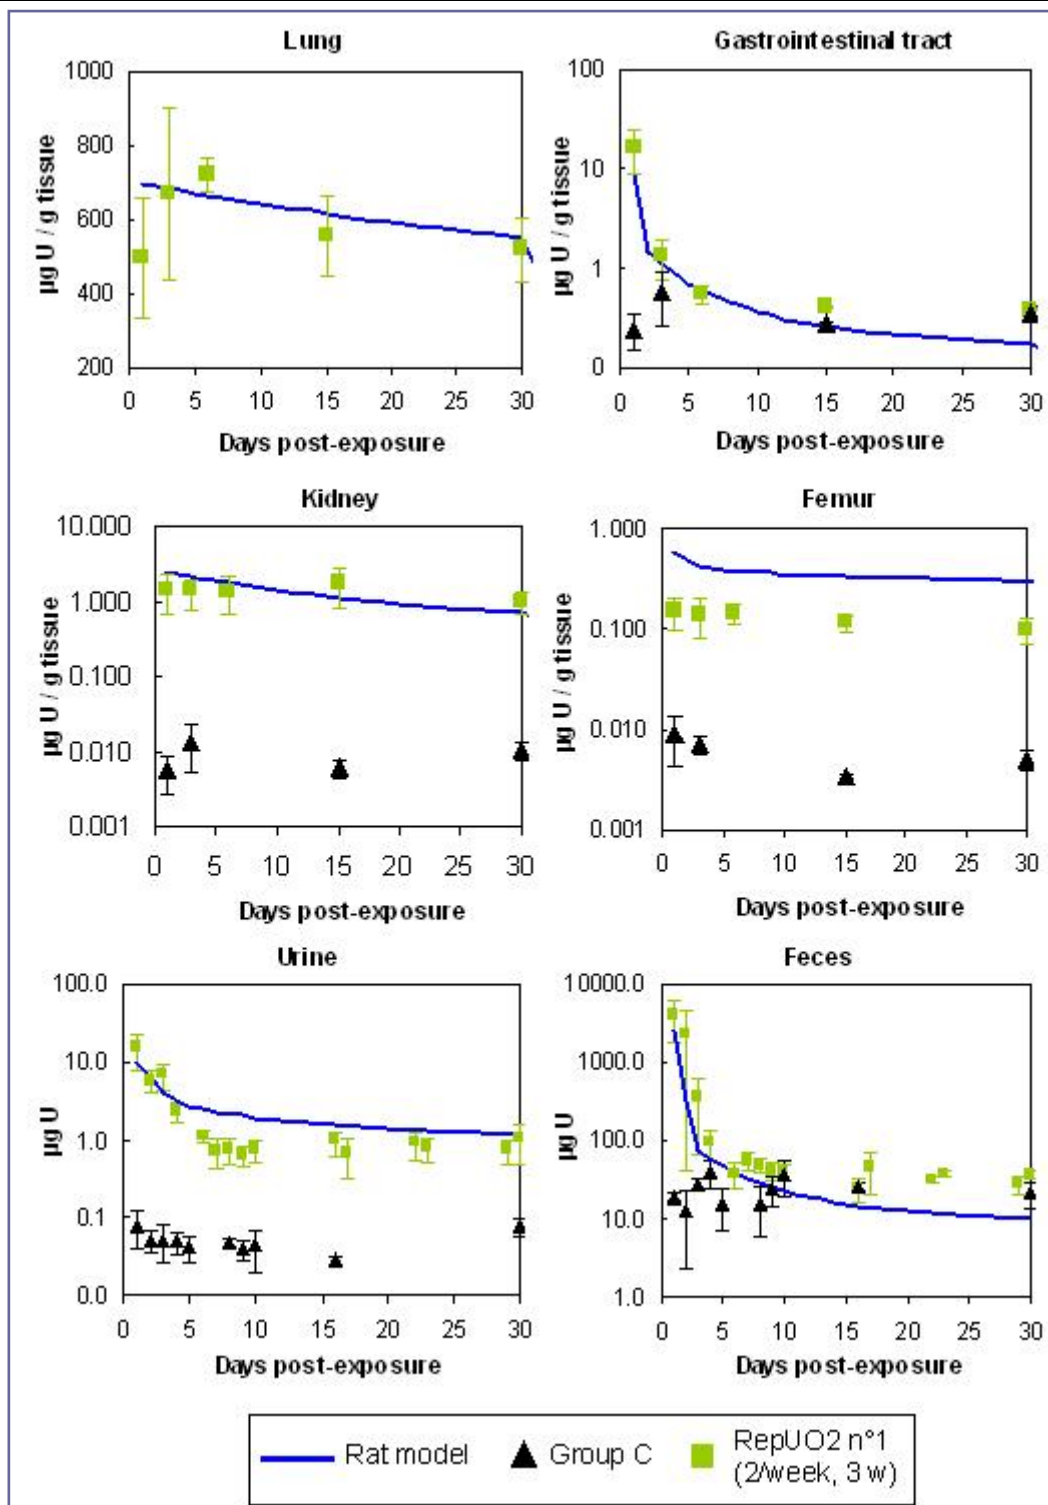 Lung
Gastrointestinal tract
1000
800
600
400
200
µg U / g tissue
0 5 10 15 20 25 30
Days post-exposure
100
10
1
0
µg U / g tissue
0 5 10 15 20 25 30
Days post-exposure
Kidney
Femur
10.000
1.000
0.100
0.010
0.001
µg U / g tissue
0 5 10 15 20 25 30
Days post-exposure
1.000
0.100
0.010
0.001
µg U / g tissue
0 5 10 15 20 25 30
Days post-exposure
Urine
Feces
100.0
10.0
1.0
0.1
0.0
µg U
0 5 10 15 20 25 30
Days post-exposure
10000.0
1000.0
100.0
10.0
1.0
µg U
0 5 10 15 20 25 30
Days post-exposure
Rat model
Group C
RepUO2 n°1
(2/week, 3 w)